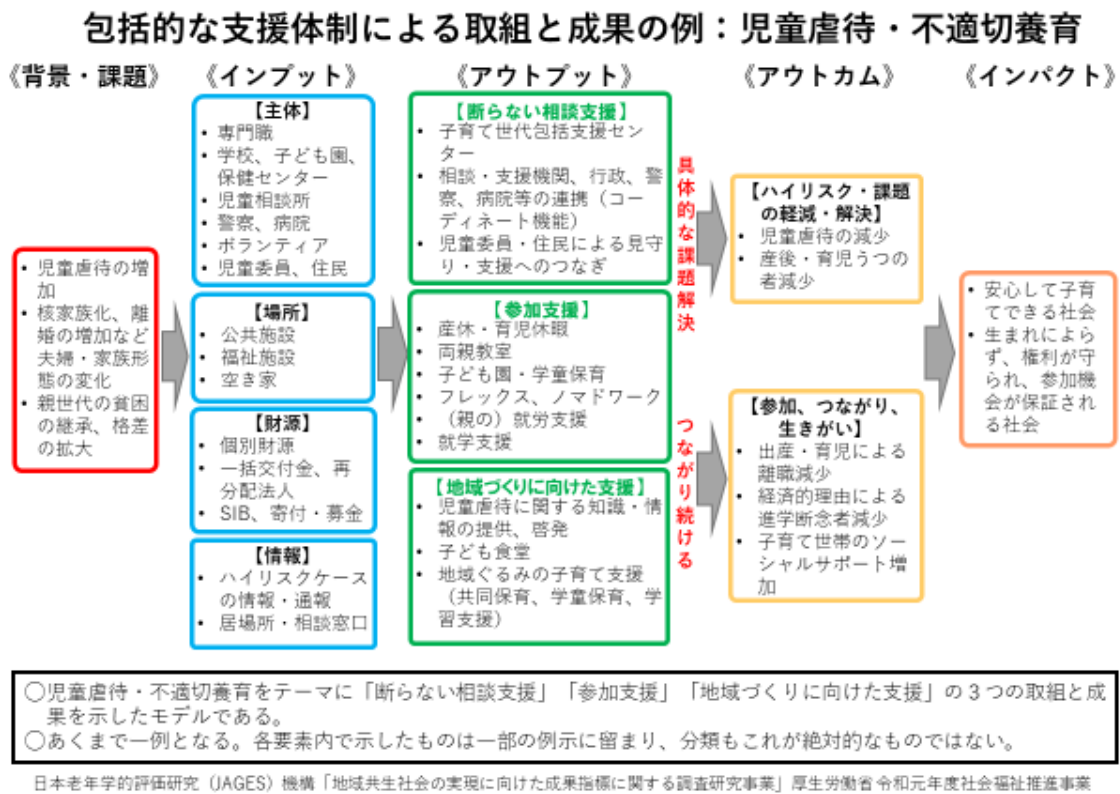 包括的な支援体制による取組と成果の例：児童虐待・不適切養育
《背景・課題》
《インプット》
《アウトプット》
《アウトカム》
《インパクト》
• 児童虐待の増
加
• 核家族化、離
婚の増加など
夫婦・家族形
態の変化
• 親世代の貧困
の継承、格差
の拡大
【主体】
• 専門職
• 学校、子ども園、
保健センター
• 児童相談所
• 警察、病院
• ボランティア
• 児童委員、住民
【場所】
• 公共施設
• 福祉施設
• 空き家
【財源】
• 個別財源
• 一括交付金、再
分配法人
• SIB、寄付・募金
【情報】
• ハイリスクケース
の情報・通報
• 居場所・相談窓口
【断らない相談支援】
• 子育て世代包括支援セン
ター
• 相談・支援機関、行政、警
察、病院等の連携（コー
ディネート機能）
• 児童委員・住民による見守
り・支援へのつなぎ
【参加支援】
• 産休・育児休暇
• 両親教室
• 子ども園・学童保育
• フレックス、ノマドワーク
• （親の）就労支援
• 就学支援
【地域づくりに向けた支援】
• 児童虐待に関する知識・情
報の提供、啓発
• 子ども食堂
• 地域ぐるみの子育て支援
（共同保育、学童保育、学
習支援）
具体的な課題解決
つながり続ける
【ハイリスク・課題
の軽減・解決】
• 児童虐待の減少
• 産後・育児うつの
者減少
【参加、つながり、
生きがい】
• 出産・育児による
離職減少
• 経済的理由による
進学断念者減少
• 子育て世帯のソー
シャルサポート増
加
• 安心して子育
てできる社会
• 生まれによら
ず、権利が守
られ、参加機
会が保証され
る社会
○児童虐待・不適切養育をテーマに「断らない相談支援」「参加支援」「地域づくりに向けた支援」の３つの取組と成
果を示したモデルである。
○あくまで一例となる。各要素内で示したものは一部の例示に留まり、分類もこれが絶対的なものではない。
日本老年学的評価研究（JAGES）機構「地域共生社会の実現に向けた成果指標に関する調査研究事業」厚生労働省 令和元年度社会福祉推進事業